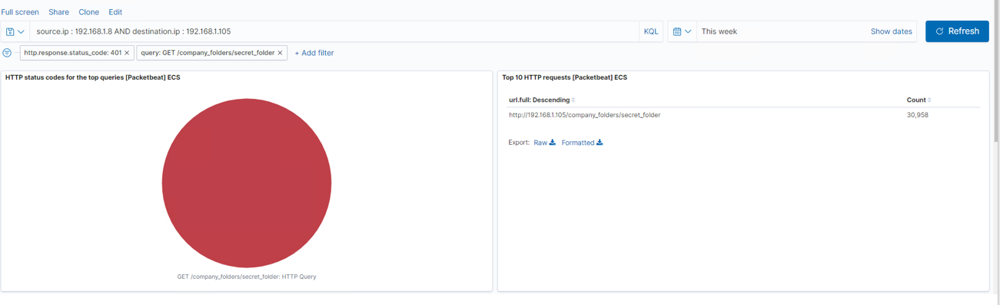 Full screen Share Clone Edit
source.ip : 192.168.1.8 AND destination.ip : 192.168.1.105 KQL This week Show dates Refresh
http.response.status_code: 401 × query: GET /company_folders/secret_folder × + Add filter
HTTP status codes for the top queries [Packetbeat] ECS
GET /company_folders/secret_folder: HTTP Query
Top 10 HTTP requests [Packetbeat] ECS
url.full: Descending Count
http://192.168.1.105/company_folders/secret_folder 30,958
Export: Raw Formatted